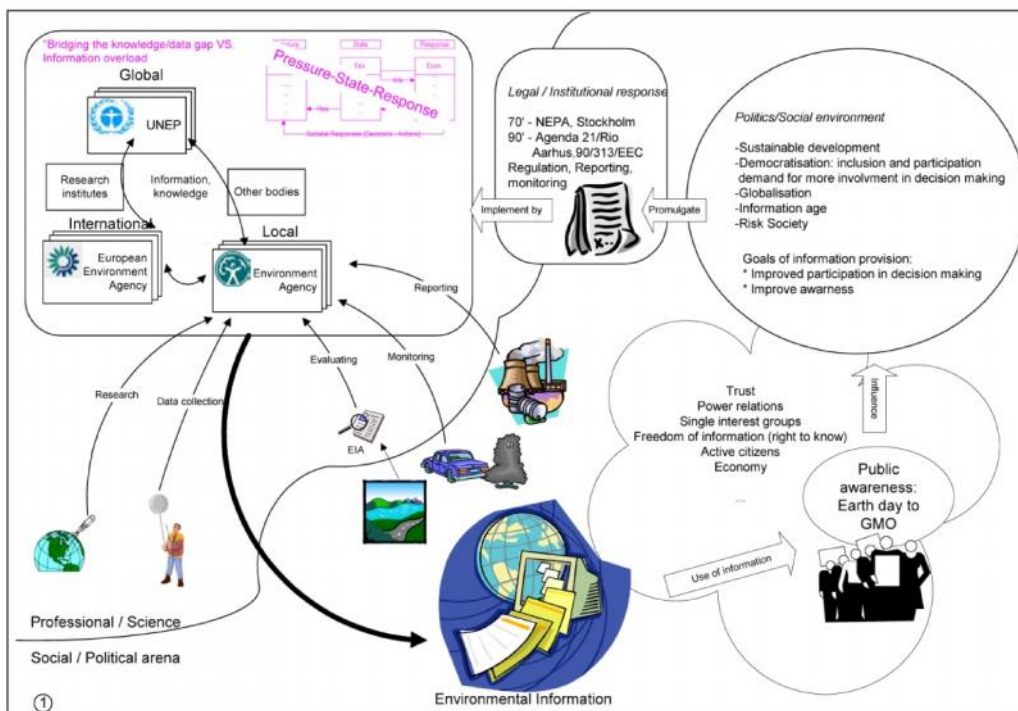 "Bridging the knowledge/data gap VS.
Information overload
Pressure-State-Response
State
Response
Global
UNEP
Research
institutes
Information,
knowledge
Other bodies
International
European
Environment
Agency
Local
Environment
Agency
Legal / Institutional response
70' - NEPA, Stockholm
90' - Agenda 21/Rio
Aarhus,90/313/EEC
Regulation, Reporting,
monitoring
Implement by
Promulgate
Politics/Social environment
-Sustainable development
-Democratisation: inclusion and participation
demand for more involvment in decision making
-Globalisation
-Information age
-Risk Society
Goals of information provision:
* Improved participation in decision making
* Improve awarness
Reporting
Monitoring
Evaluating
Research
Data collection
EIA
Trust
Power relations
Single interest groups
Freedom of information (right to know)
Active citizens
Economy
...
Influence
Public
awareness:
Earth day to
GMO
Use of information
Professional / Science
Social / Political arena
Environmental Information
1